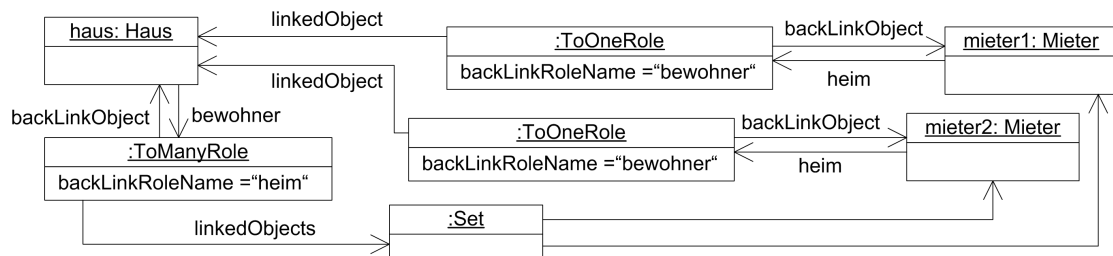 linkedObject
haus: Haus
:ToOneRole
backLinkObject
mieter1: Mieter
backLinkRoleName =“bewohner“
heim
linkedObject
backLinkObject
bewohner
:ToOneRole
backLinkObject
mieter2: Mieter
:ToManyRole
backLinkRoleName =“bewohner“
heim
backLinkRoleName =“heim“
:Set
linkedObjects